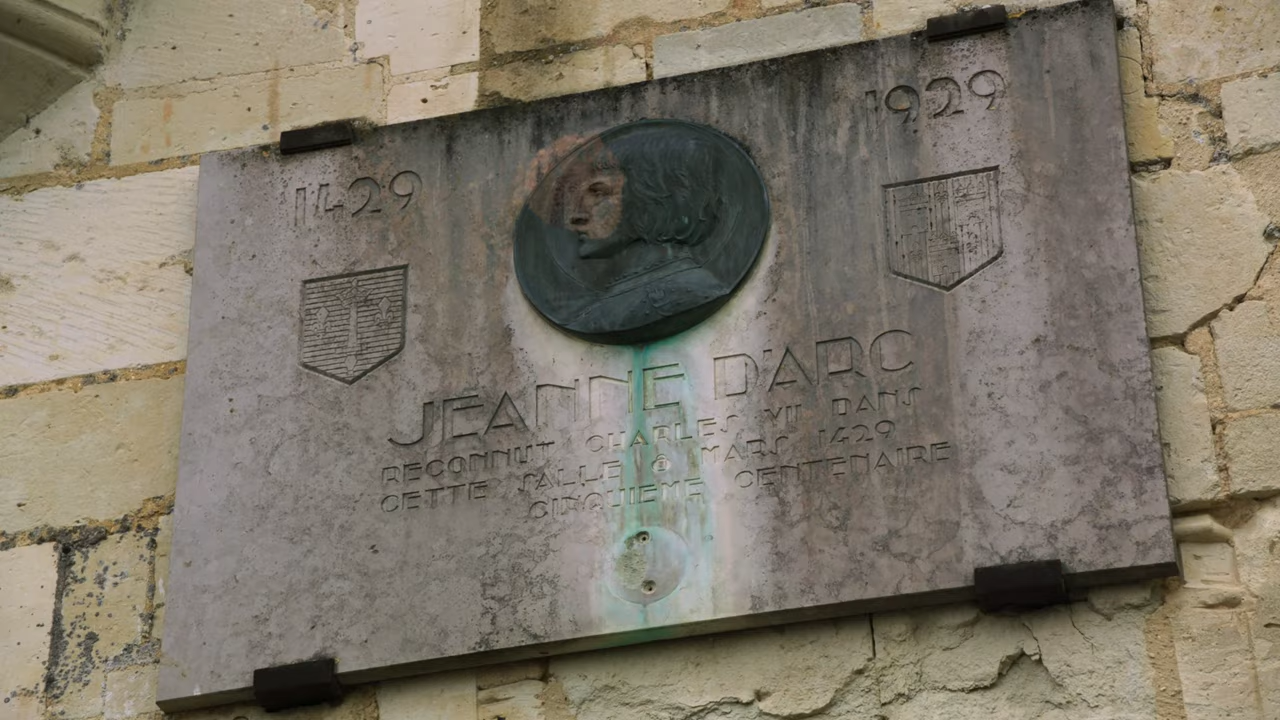 1429
1929
JEANNE D'ARC
RECONNUT CHARLES VII DANS
CETTE SALLE 8 MARS 1429
CINQUIEME CENTENAIRE